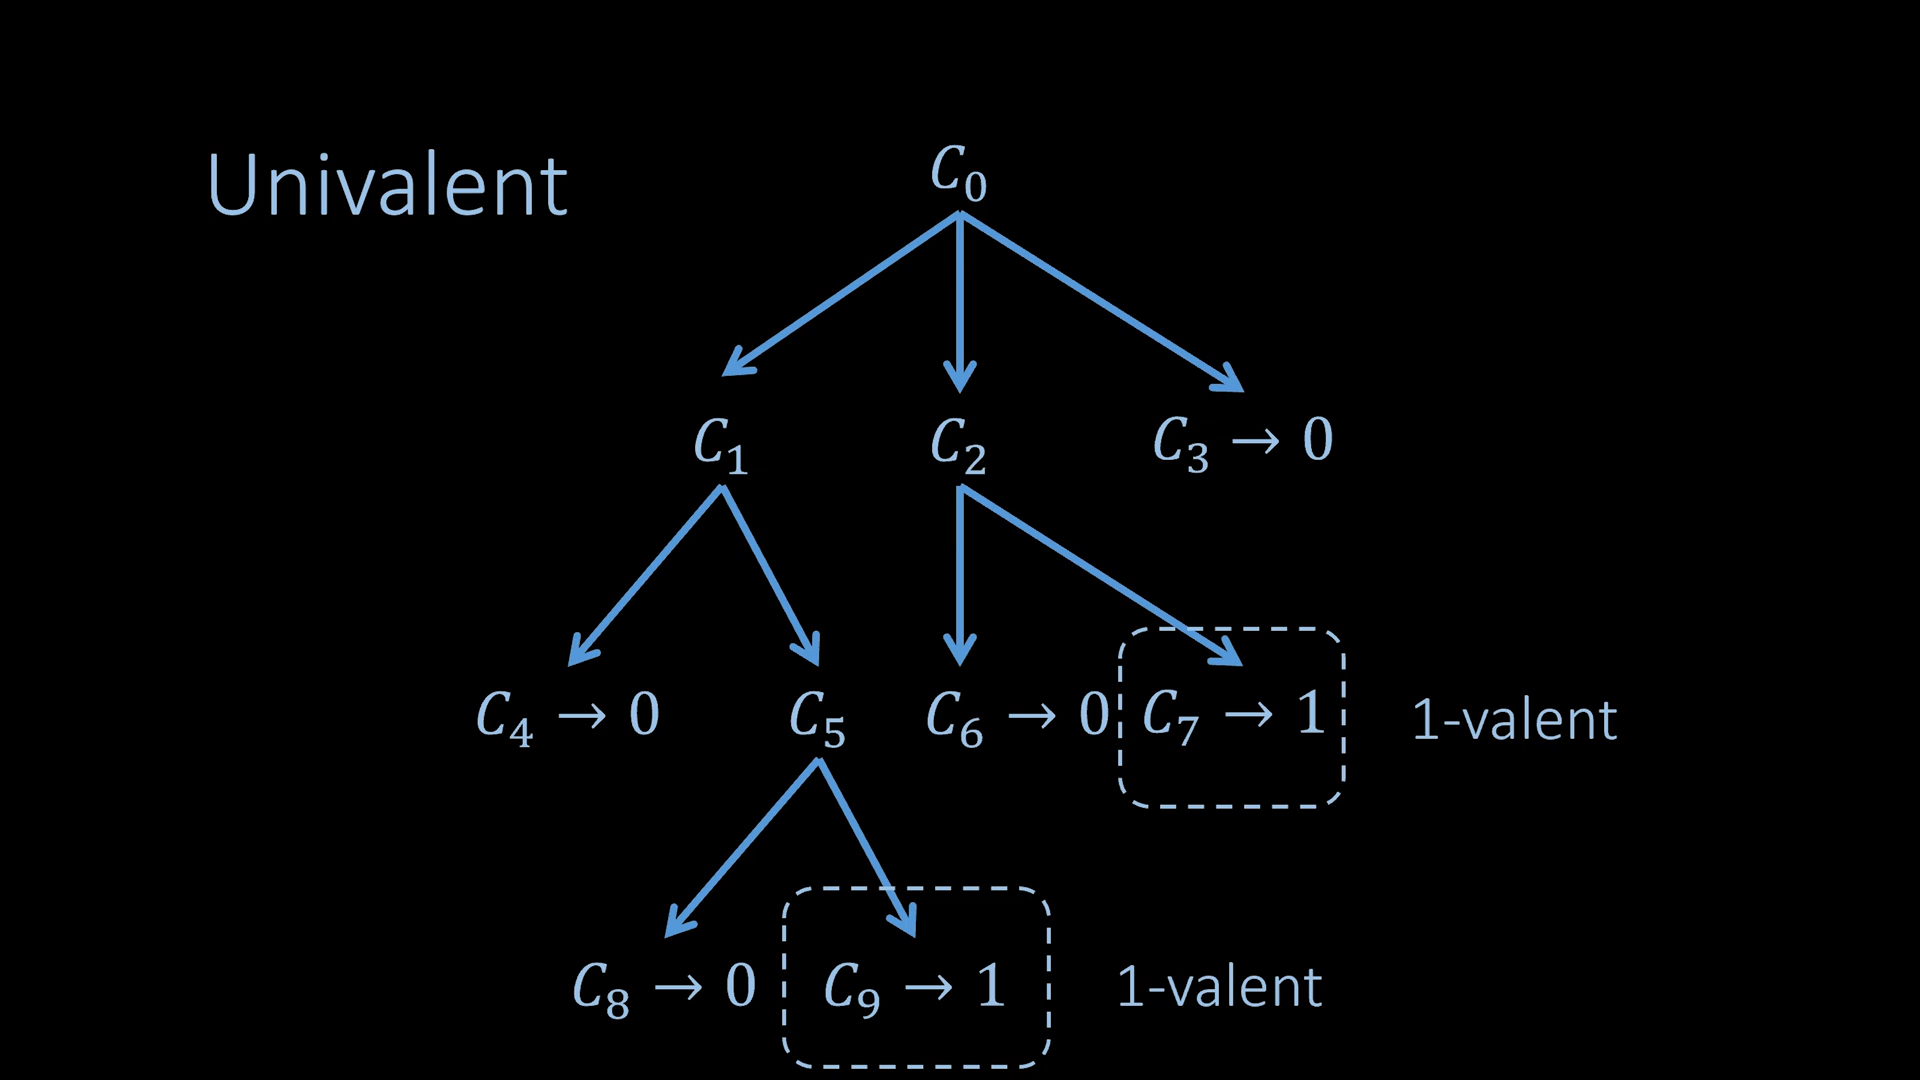 Univalent
C₀
C₁
C₂
C₃ → 0
C₄ → 0
C₅
C₆ → 0
C₇ → 1
1-valent
C₈ → 0
C₉ → 1
1-valent